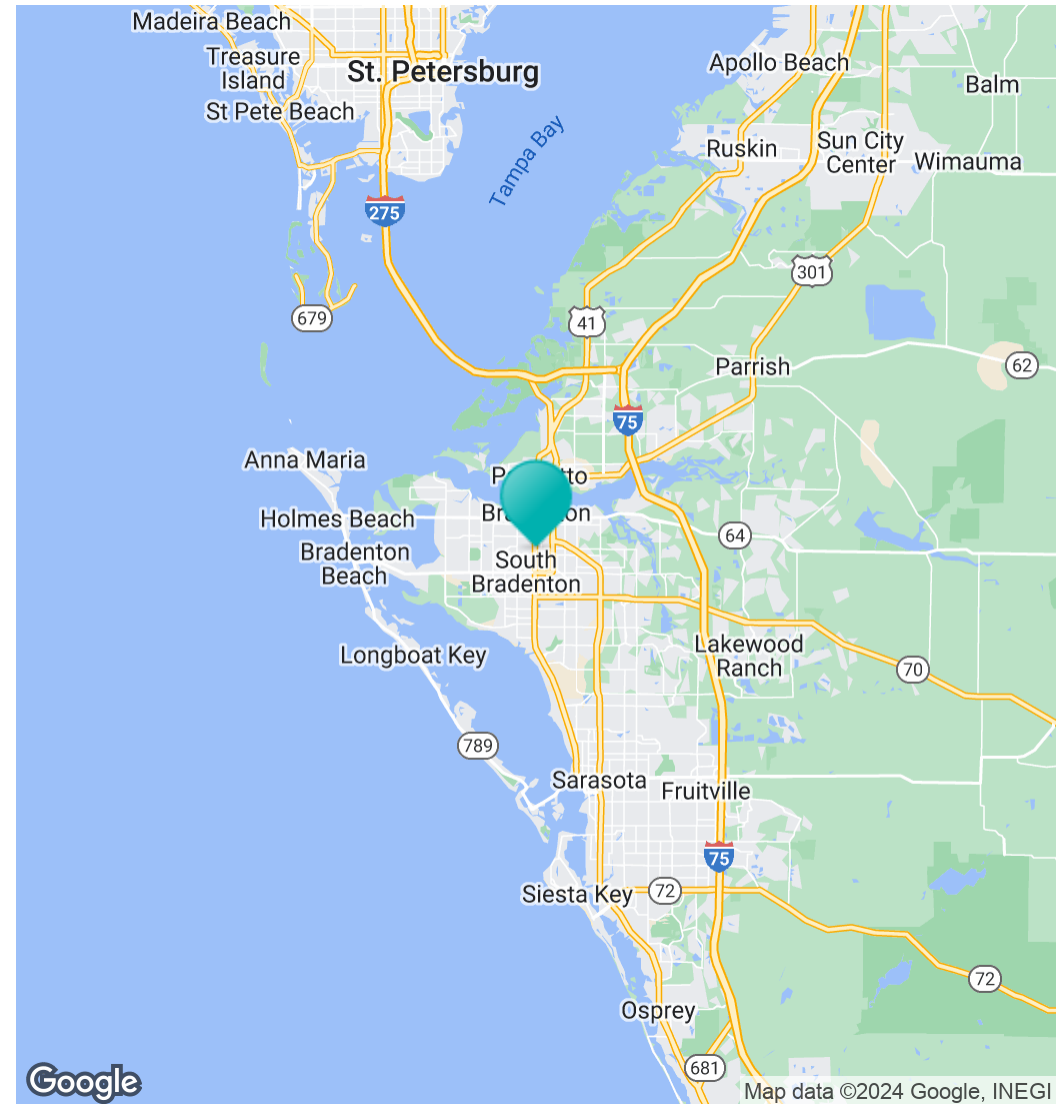 Madeira Beach
Treasure
Island
St. Petersburg
St Pete Beach
Apollo Beach
Balm
Ruskin
Sun City
Center
Wimauma
Tampa Bay
275
301
679
41
Parrish
62
75
Anna Maria
Holmes Beach
64
Bradenton
Beach
South
Bradenton
Longboat Key
Lakewood
Ranch
70
789
Sarasota
Fruitville
75
Siesta Key
72
72
Osprey
681
Google
Map data ©2024 Google, INEGI